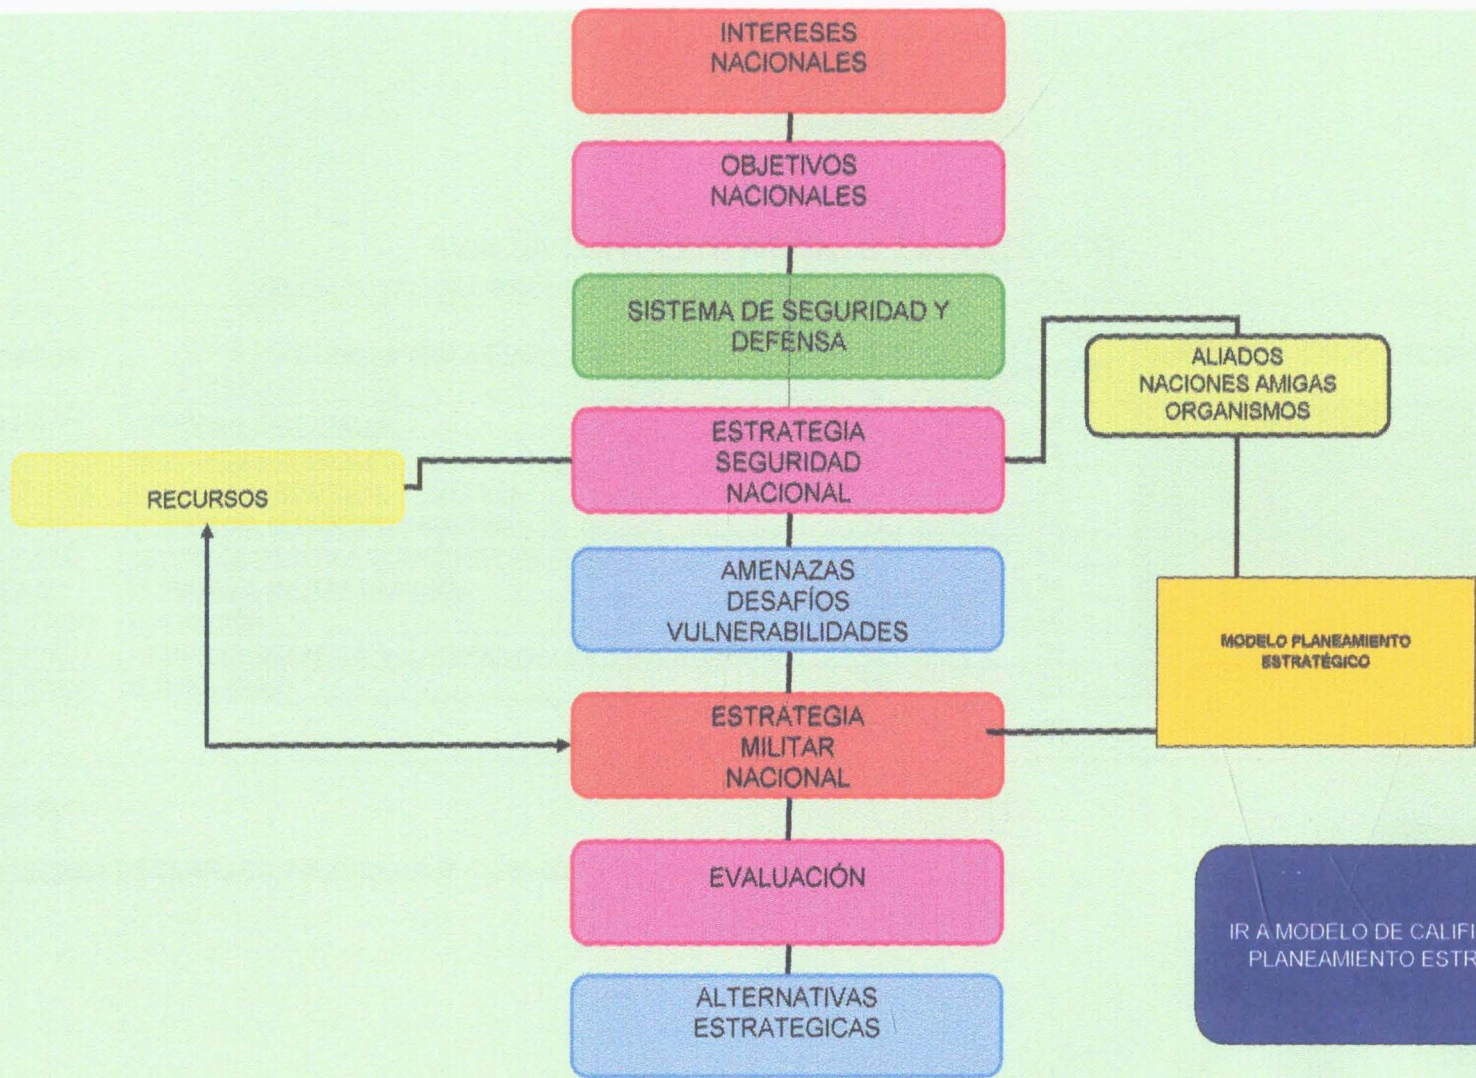 INTERESES
NACIONALES
OBJETIVOS
NACIONALES
SISTEMA DE SEGURIDAD Y
DEFENSA
ALIADOS
NACIONES AMIGAS
ORGANISMOS
ESTRATEGIA
SEGURIDAD
NACIONAL
RECURSOS
AMENAZAS
DESAFÍOS
VULNERABILIDADES
MODELO PLANEAMIENTO
ESTRATÉGICO
ESTRATEGIA
MILITAR
NACIONAL
EVALUACIÓN
IR A MODELO DE CALIFI
PLANEAMIENTO ESTR
ALTERNATIVAS
ESTRATEGICAS